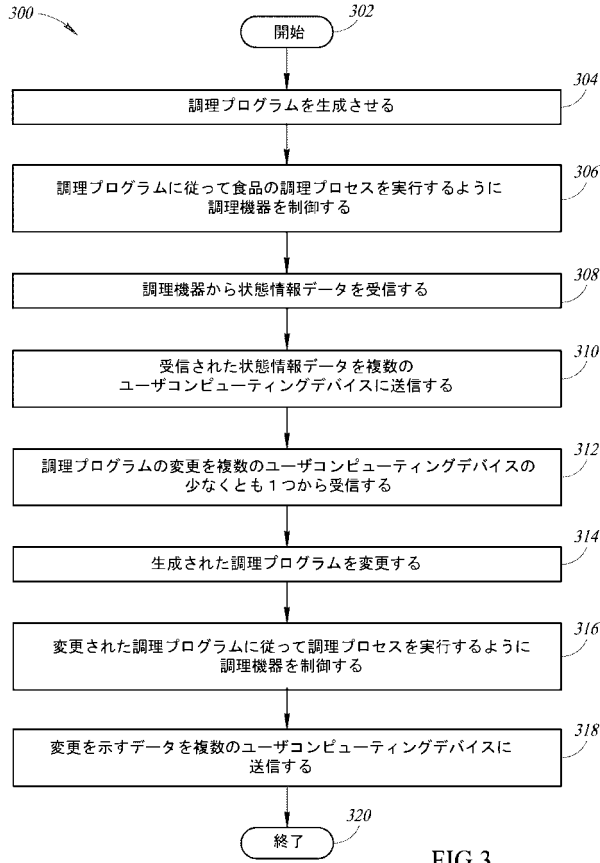 300
302
開始
304
調理プログラムを生成させる
306
調理プログラムに従って食品の調理プロセスを実行するように
調理機器を制御する
308
調理機器から状態情報データを受信する
310
受信された状態情報データを複数の
ユーザコンピューティングデバイスに送信する
312
調理プログラムの変更を複数のユーザコンピューティングデバイスの
少なくとも1つから受信する
314
生成された調理プログラムを変更する
316
変更された調理プログラムに従って調理プロセスを実行するように
調理機器を制御する
318
変更を示すデータを複数のユーザコンピューティングデバイスに
送信する
320
終了
FIG.3